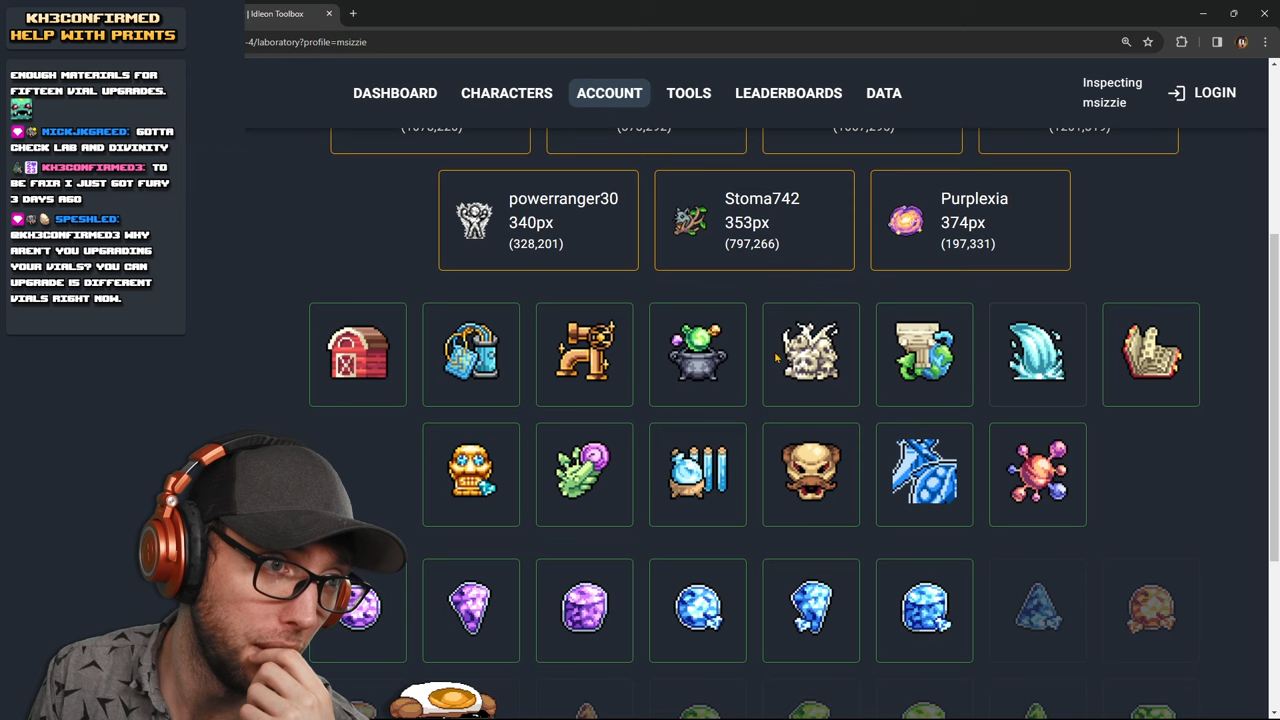 KH3CONFIRMED
HELP WITH PRINTS
ENOUGH MATERIALS FOR
FIFTEEN VIAL UPGRADES.
NICKJKGREED: GOTTA
CHECK LAB AND DIVINITY
KH3CONFIRMED3: TO
BE FAIR I JUST GOT FURY
3 DAYS AGO
SPESHLED:
@KH3CONFIRMED3 WHY
AREN'T YOU UPGRADING
YOUR VIALS? YOU CAN
UPGRADE 15 DIFFERENT
VIALS RIGHT NOW.
| Idleon Toolbox
-4/laboratory?profile=msizzie
DASHBOARD CHARACTERS ACCOUNT TOOLS LEADERBOARDS DATA
Inspecting
msizzie
LOGIN
powerranger30
340px
(328,201)
Stoma742
353px
(797,266)
Purplexia
374px
(197,331)